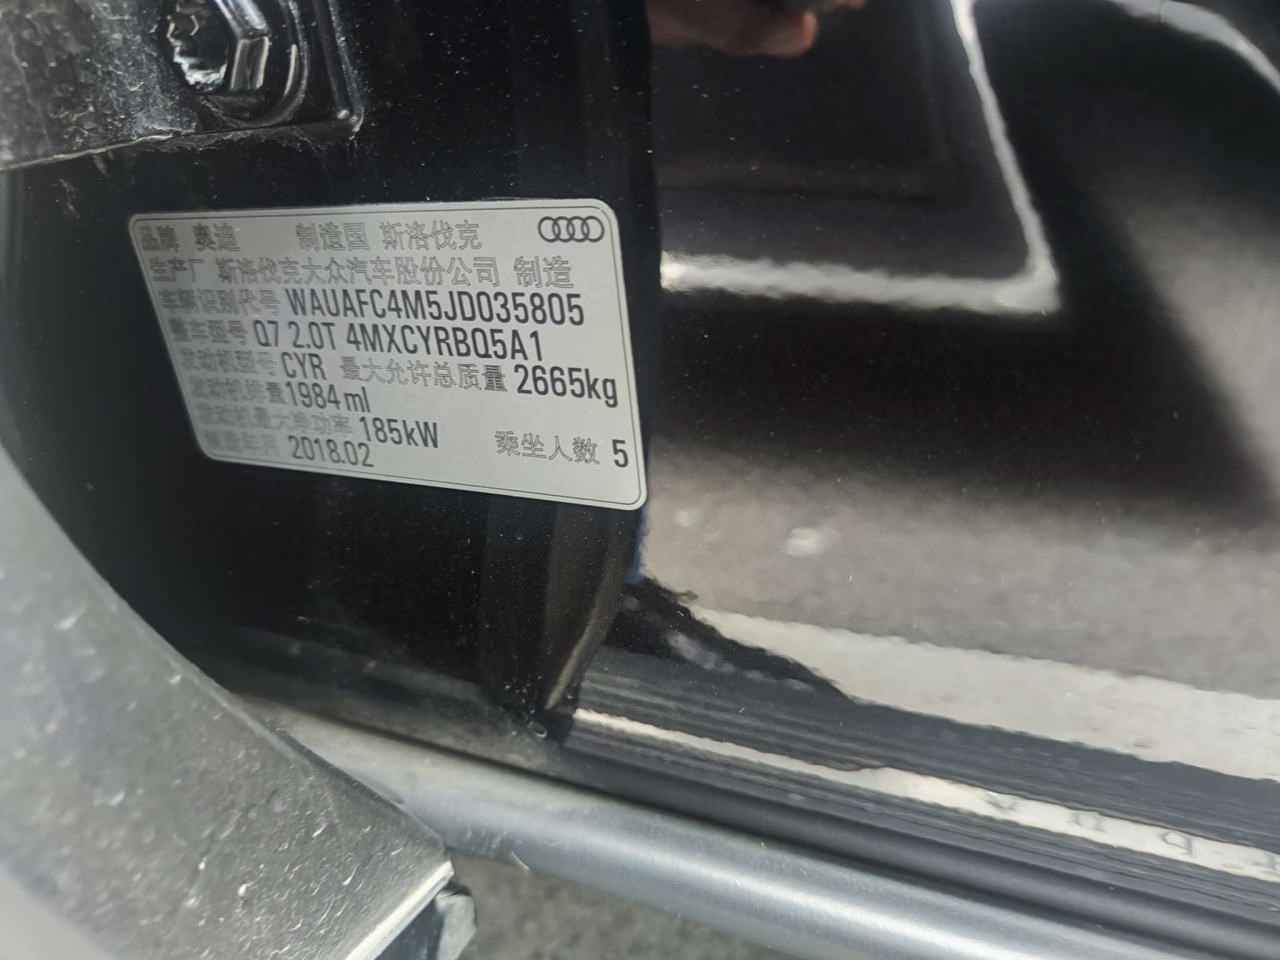 品牌 奥迪 制造国 斯洛伐克
生产厂 斯洛伐克大众汽车股份公司 制造
车辆识别代号 WAUAFC4M5JD035805
整车型号 Q7 2.0T 4MXCYRBQ5A1
发动机型号 CYR 最大允许总质量 2665kg
发动机排量 1984ml
发动机最大净功率 185kW 乘坐人数 5
制造年月 2018.02